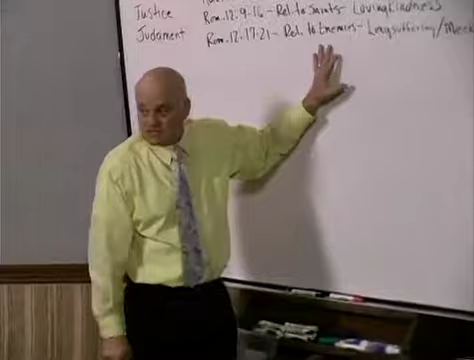 Justice Rom. 12:9-16 - Rel. to Saints - LovingKindness
Judgment Rom. 12-17-21 - Rel. to Enemies - Longsuffering/Meek